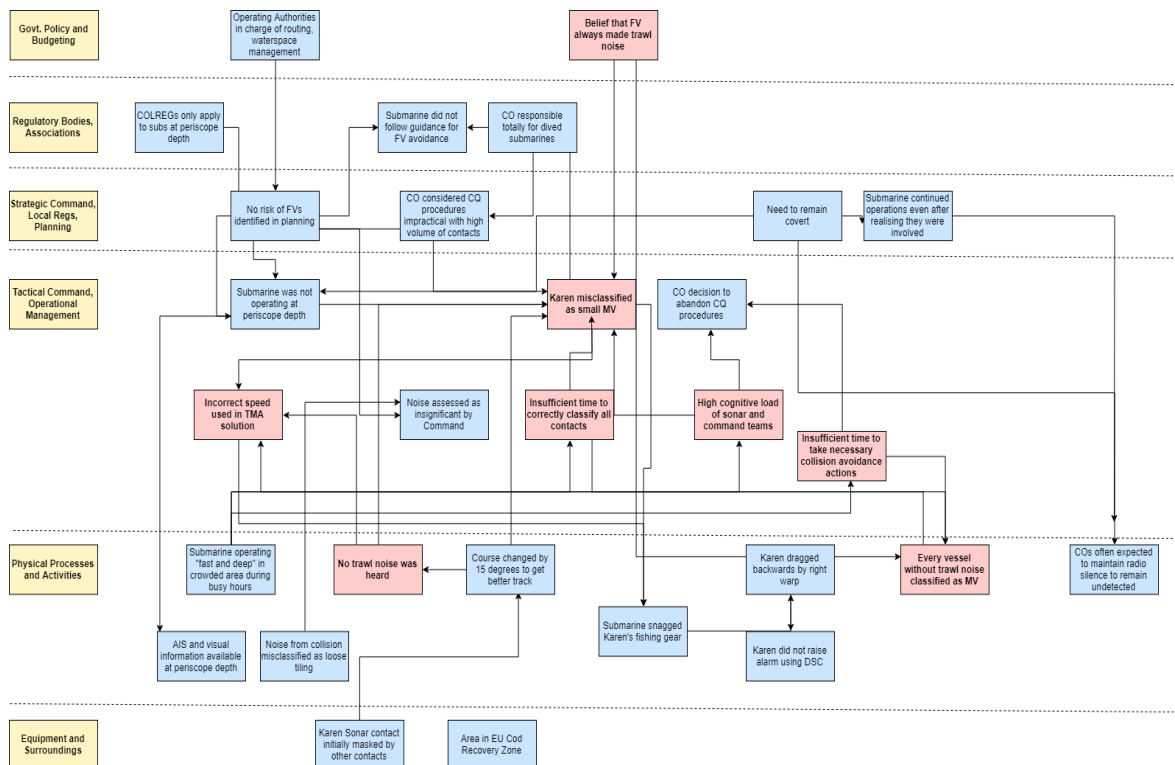 Govt. Policy and
Budgeting
Operating Authorities
in charge of routing,
waterspace
management
Belief that FV
always made trawl
noise
Regulatory Bodies,
Associations
COLREGs only apply
to subs at periscope
depth
Submarine did not
follow guidance for
FV avoidance
CO responsible
totally for dived
submarines
Strategic Command,
Local Regs,
Planning
No risk of FVs
identified in planning
CO considered CQ
procedures
impractical with high
volume of contacts
Need to remain
covert
Submarine continued
operations even after
realising they were
involved
Tactical Command,
Operational
Management
Submarine was not
operating at
periscope depth
Karen misclassified
as small MV
CO decision to
abandon CQ
procedures
Incorrect speed
used in TMA
solution
Noise assessed as
insignificant by
Command
Insufficient time to
correctly classify all
contacts
High cognitive load
of sonar and
command teams
Insufficient time to
take necessary
collision avoidance
actions
Physical Processes
and Activities
Submarine operating
"fast and deep" in
crowded area during
busy hours
No trawl noise was
heard
Course changed by
15 degrees to get
better track
Karen dragged
backwards by right
warp
Every vessel
without trawl noise
classified as MV
COs often expected
to maintain radio
silence to remain
undetected
AIS and visual
information available
at periscope depth
Noise from collision
misclassified as loose
tiling
Submarine snagged
Karen's fishing gear
Karen did not raise
alarm using DSC
Equipment and
Surroundings
Karen Sonar contact
initially masked by
other contacts
Area in EU Cod
Recovery Zone